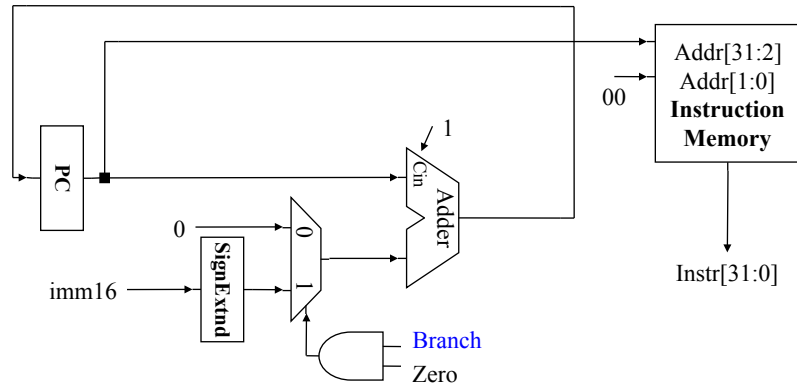 Addr[31:2]
Addr[1:0]
Instruction
Memory
00
1
Cin
Adder
PC
0
0
1
SignExtnd
imm16
Instr[31:0]
Branch
Zero